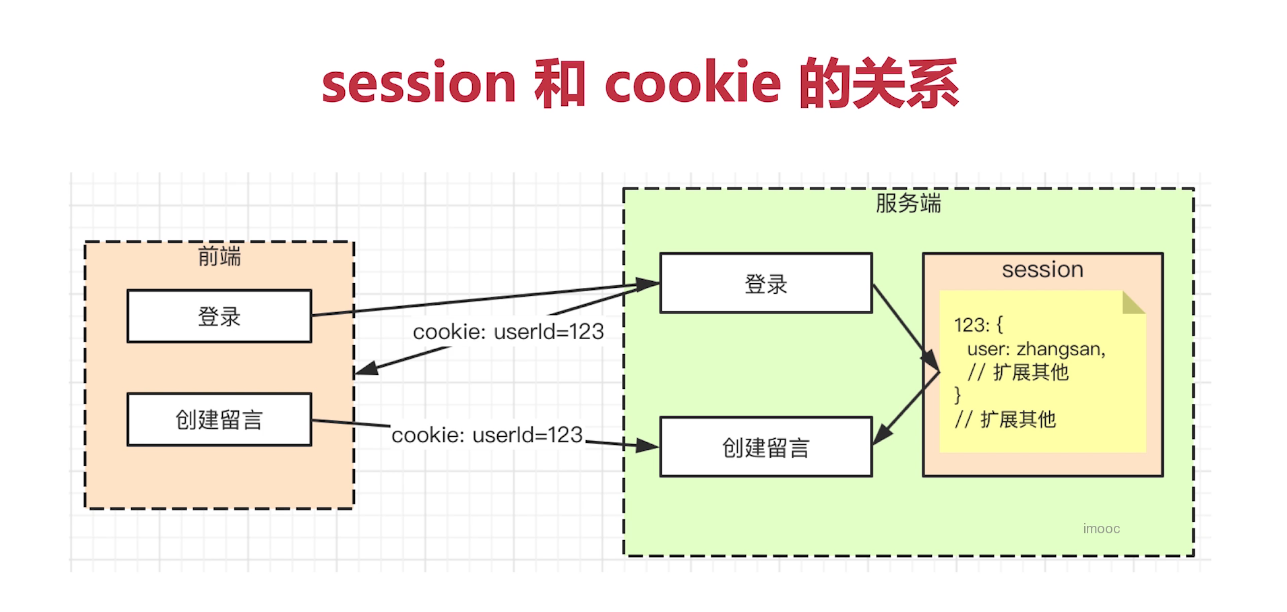 session 和 cookie 的关系
前端
登录
创建留言
cookie: userId=123
cookie: userId=123
服务端
登录
创建留言
session
123: {
user: zhangsan,
// 扩展其他
}
// 扩展其他
imooc